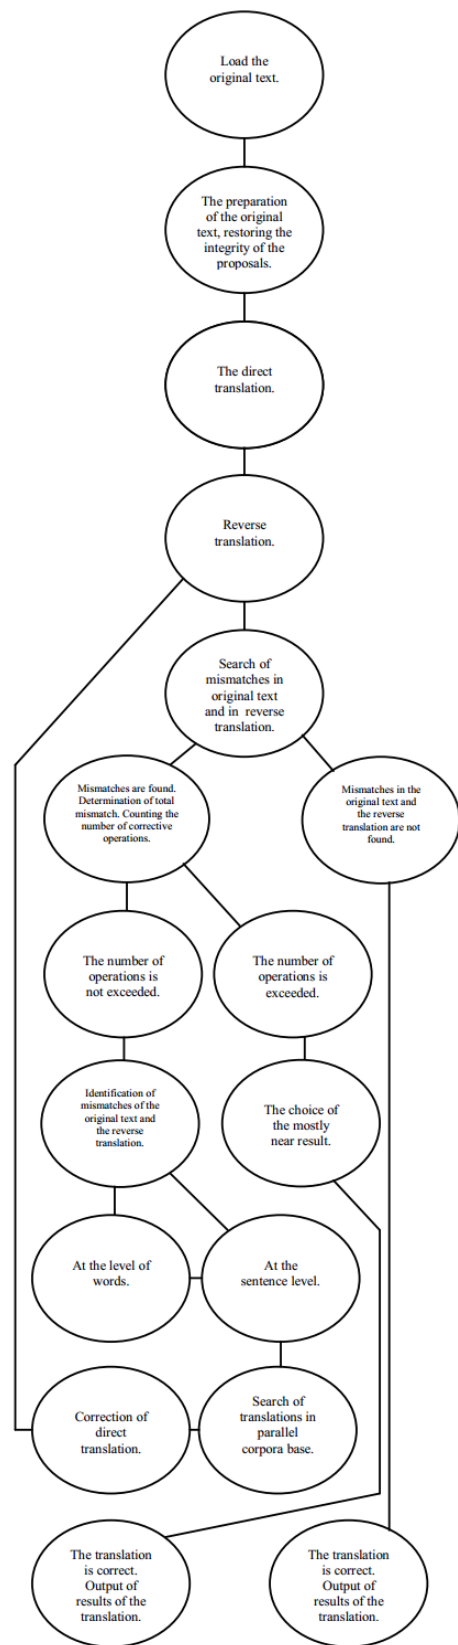 Load the
original text.
The preparation
of the original
text, restoring the
integrity of the
proposals.
The direct
translation.
Reverse
translation.
Search of
mismatches in
original text
and in reverse
translation.
Mismatches are found.
Determination of total
mismatch. Counting the
number of corrective
operations.
Mismatches in the
original text and
the reverse
translation are not
found.
The number of
operations is
not exceeded.
The number of
operations is
exceeded.
Identification of
mismatches of the
original text and
the reverse
translation.
The choice of
the mostly
near result.
At the level of
words.
At the
sentence level.
Correction of
direct
translation.
Search of
translations in
parallel
corpora base.
The translation
is correct.
Output of
results of the
translation.
The translation
is correct.
Output of
results of the
translation.